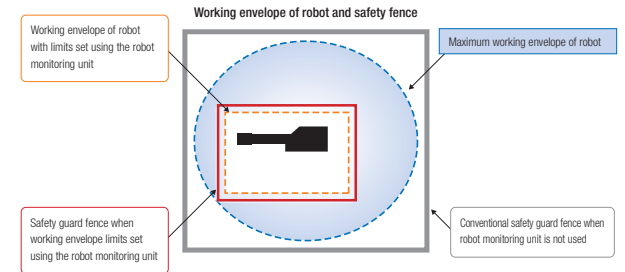 Working envelope of robot and safety fence
Working envelope of robot
with limits set using the robot
monitoring unit
Maximum working envelope of robot
Safety guard fence when
working envelope limits set
using the robot monitoring unit
Conventional safety guard fence when
robot monitoring unit is not used